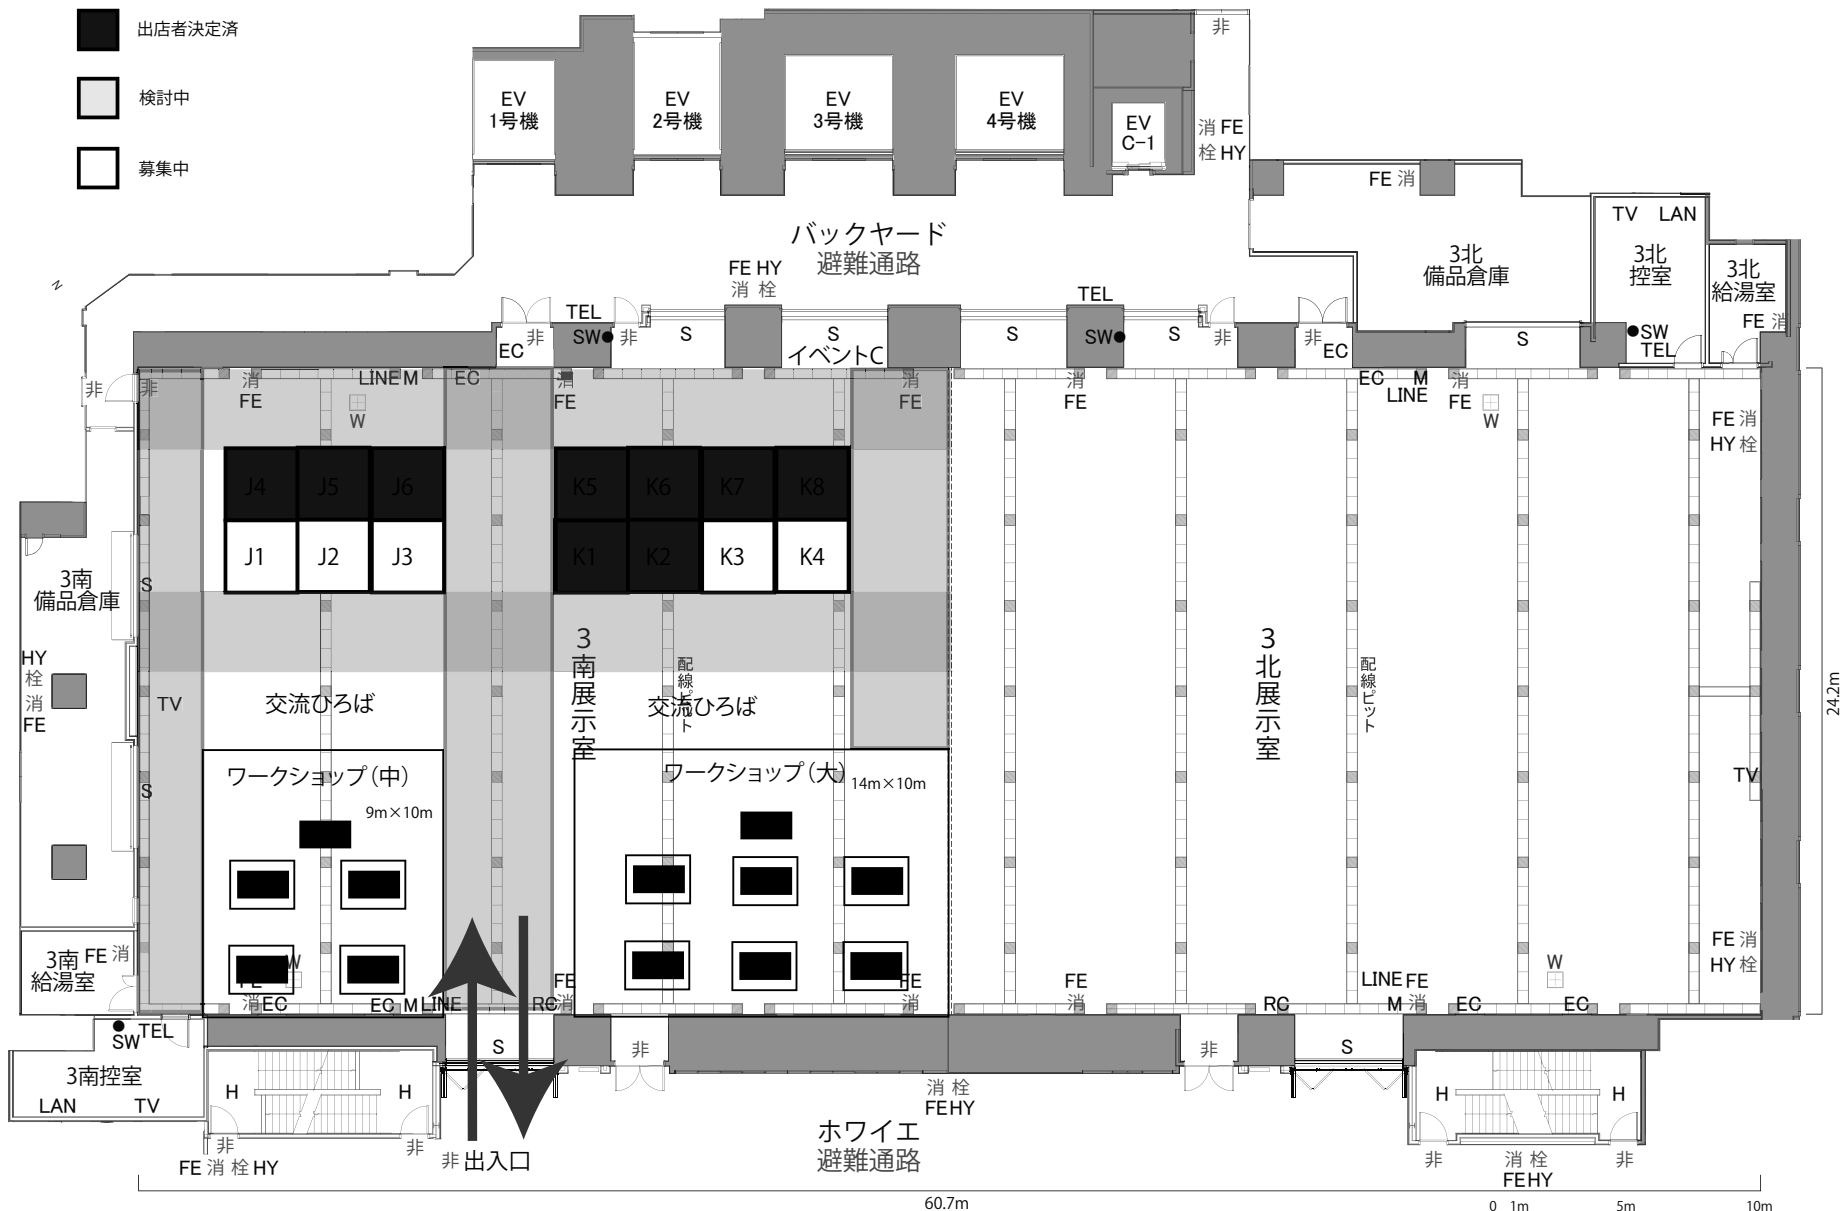 出店者決定済
検討中
募集中
EV
1号機
EV
2号機
EV
3号機
EV
4号機
EV
C-1
非
消 FE
栓 HY
FE 消
TV LAN
3北
控室
3北
備品倉庫
3北
給湯室
FE 消
バックヤード
避難通路
FE HY
消 栓
N
TEL
TEL
非
SW
非
S
S
S
SW
S
非
非
S
SW
TEL
EC
イベントC
EC
非
非
消
FE
LINE M
EC
消
FE
消
FE
消
FE
EC
M
LINE
消
FE
W
W
FE 消
HY 栓
J4
J5
J6
K5
K6
K7
K8
J1
J2
J3
K1
K2
K3
K4
3南
備品倉庫
S
HY
栓
消
FE
TV
交流ひろば
3南展示室
配線ピット
交流ひろば
3北展示室
配線ピット
24.2m
TV
S
ワークショップ（中）
9m×10m
ワークショップ（大）
14m×10m
3南
給湯室
FE 消
W
FE
消
EC
EC
M
LINE
RC
FE
消
FE
消
FE
消
RC
LINE
M
FE
消
EC
EC
W
FE 消
HY 栓
SW
TEL
S
非
非
S
3南控室
LAN
TV
H
H
H
H
消 栓
FE HY
非
非
非 出入口
FE 消 栓 HY
ホワイエ
避難通路
非
消 栓
FE HY
非
60.7m
0 1m 5m 10m